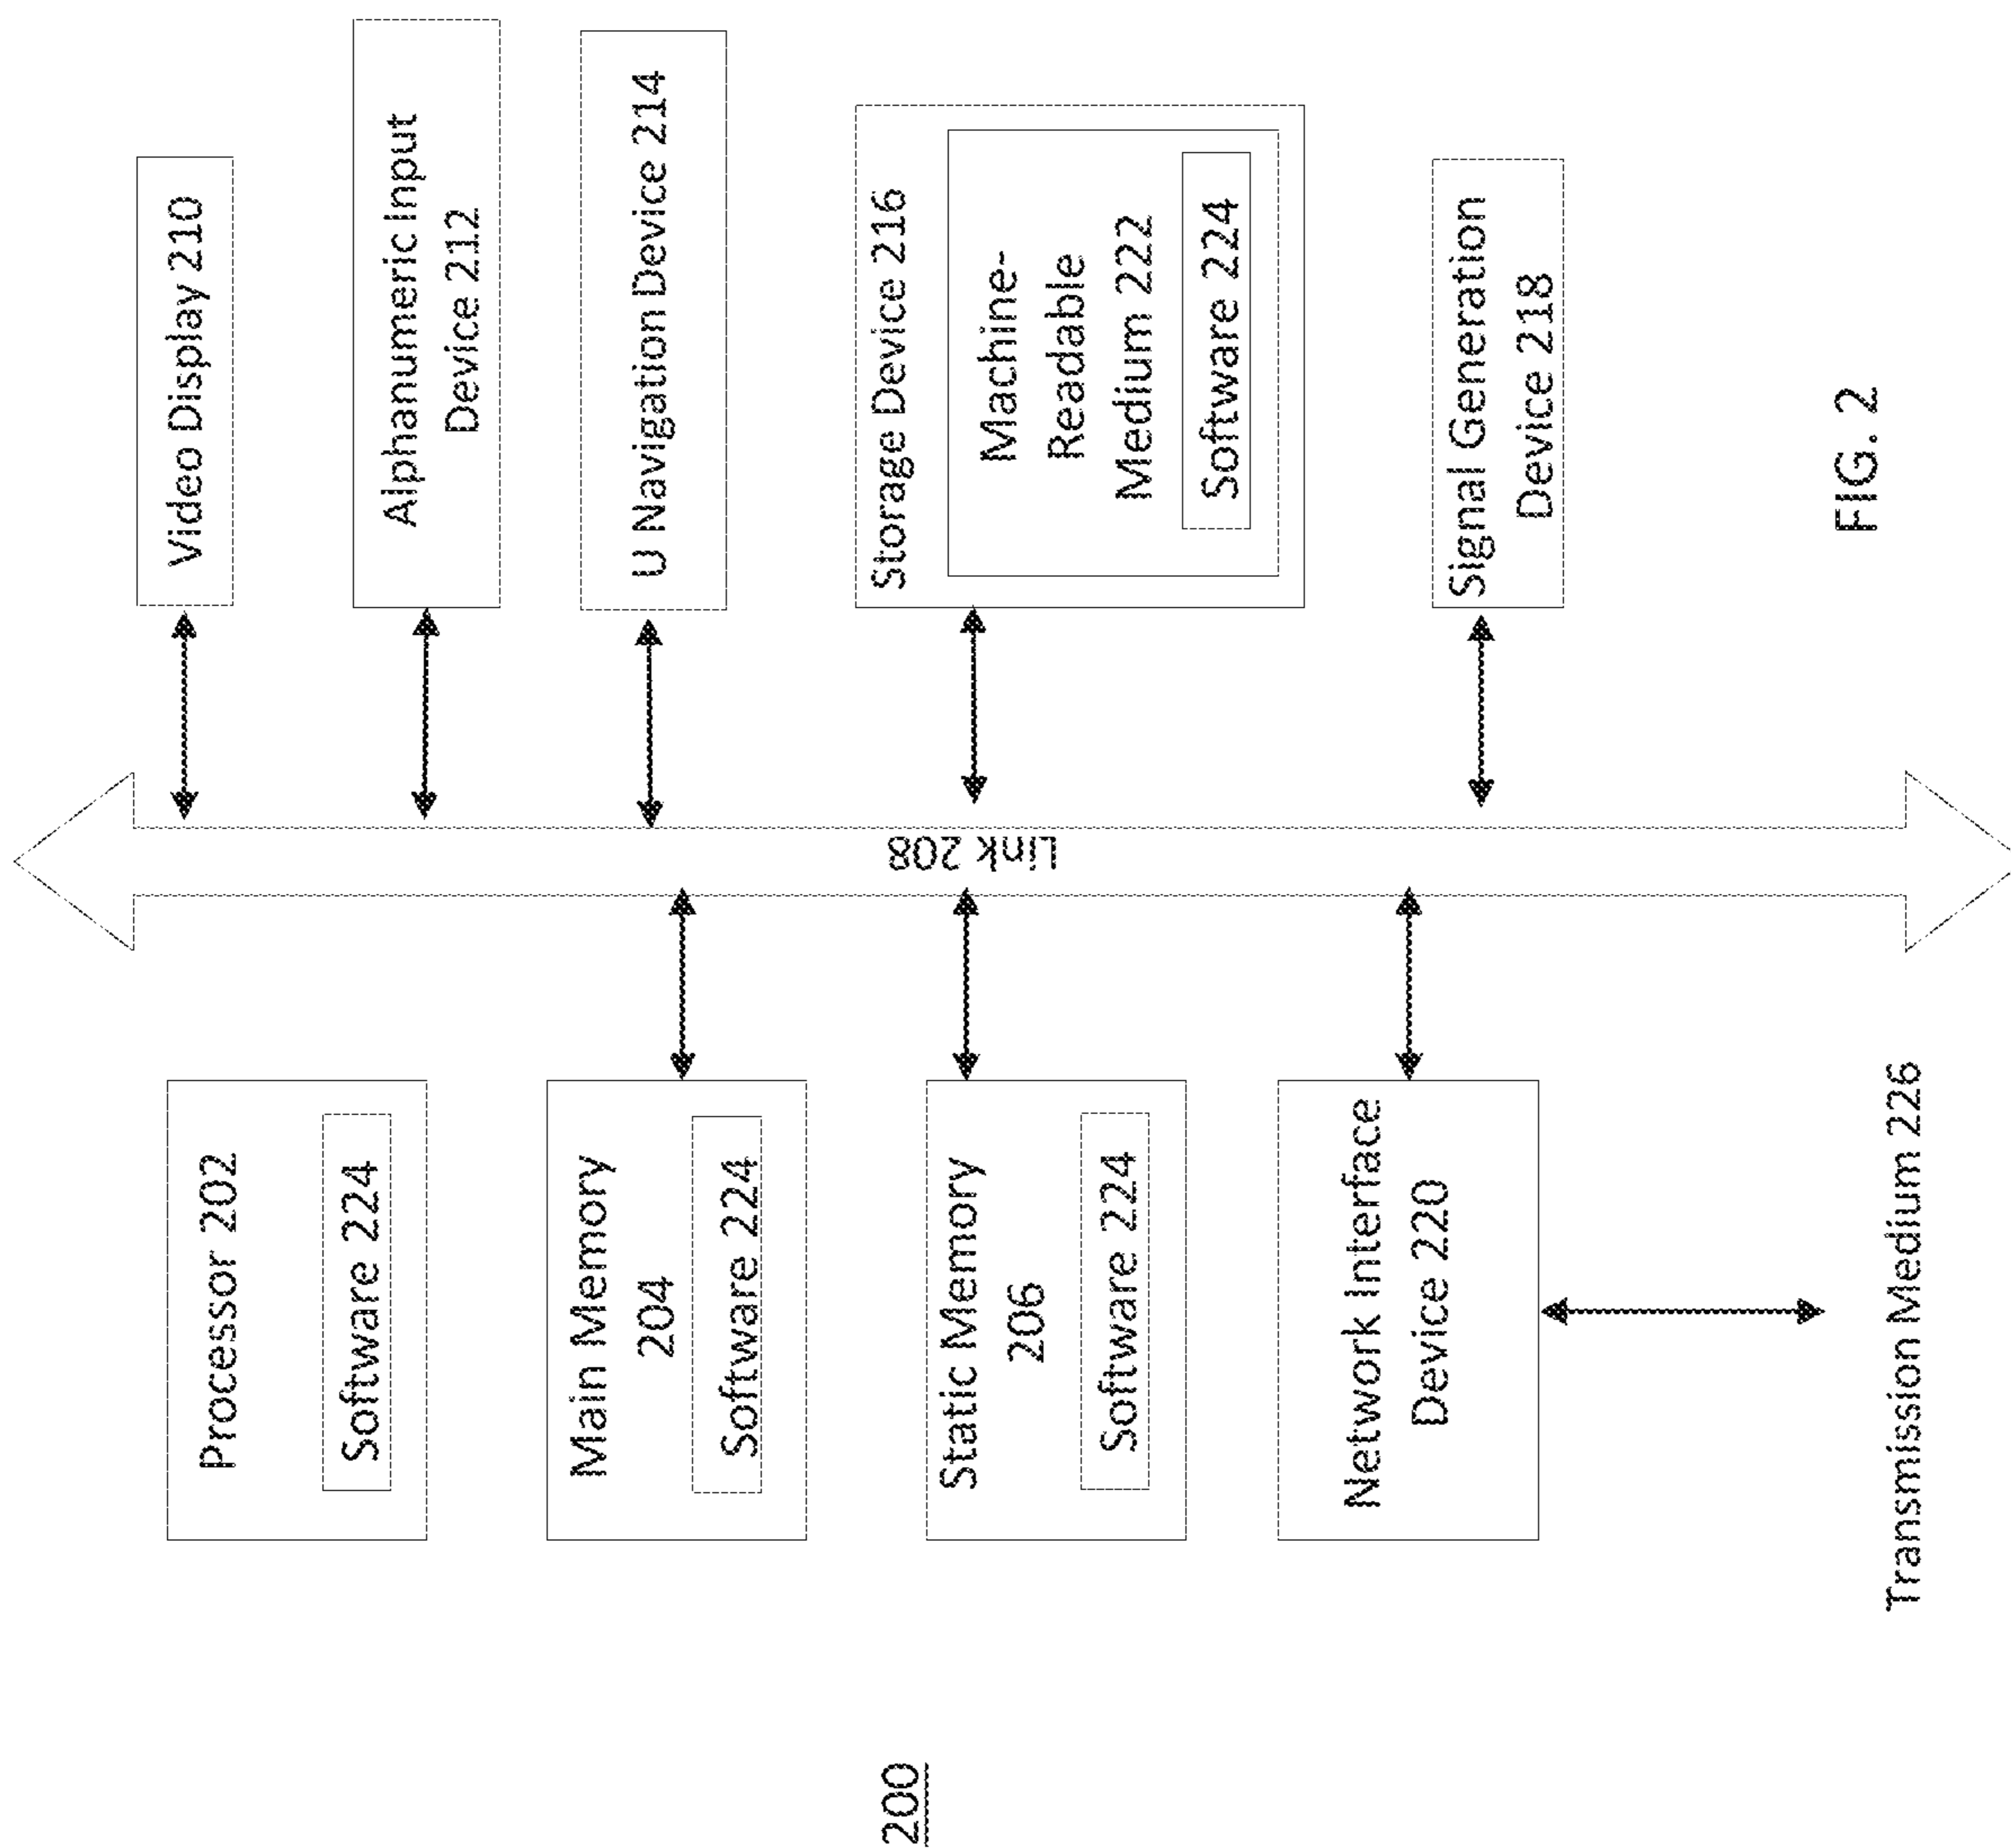 200
Processor 202
Software 224
Main Memory
204
Software 224
Static Memory
206
Software 224
Network Interface
Device 220
Transmission Medium 226
Link 208
Video Display 210
Alphanumeric Input
Device 212
U Navigation Device 214
Storage Device 216
Machine-
Readable
Medium 222
Software 224
Signal Generation
Device 218
FIG. 2